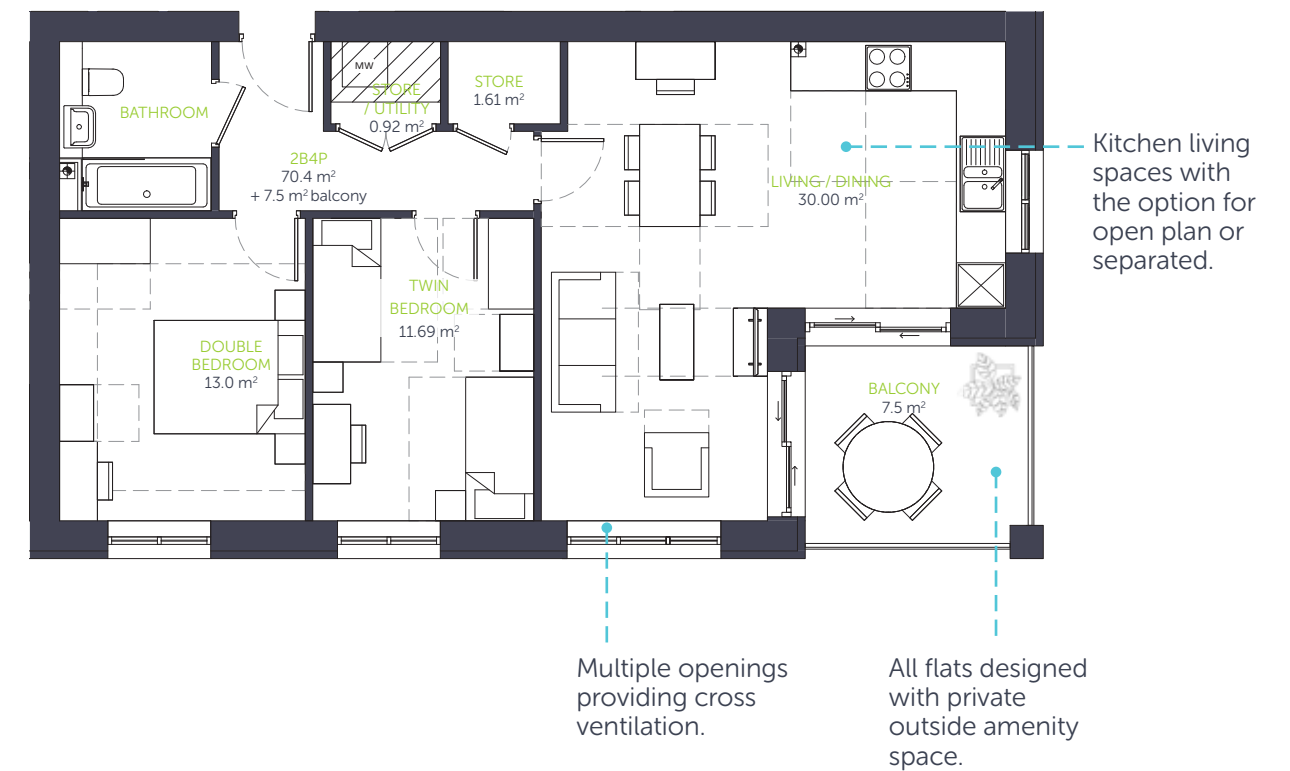 MW
STORE
/ UTILITY
0.92 m²
STORE
1.61 m²
BATHROOM
2B4P
70.4 m²
+ 7.5 m² balcony
LIVING / DINING
30.00 m²
Kitchen living
spaces with
the option for
open plan or
separated.
TWIN
BEDROOM
11.69 m²
DOUBLE
BEDROOM
13.0 m²
BALCONY
7.5 m²
Multiple openings
providing cross
ventilation.
All flats designed
with private
outside amenity
space.